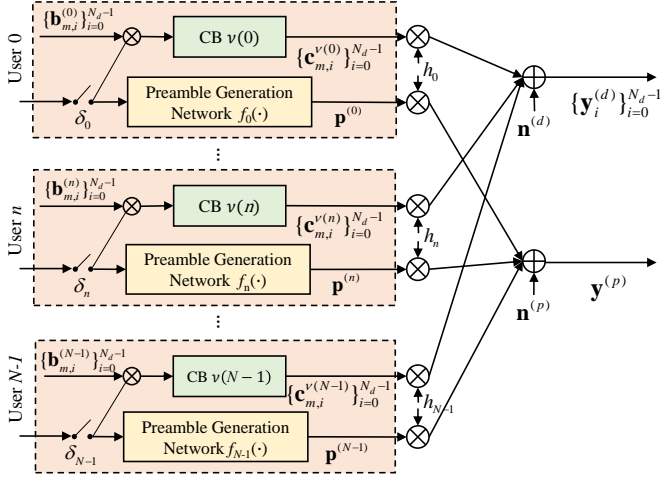 User 0
{b_{m,i}^{(0)}}_{i=0}^{N_d-1}
CB ν(0)
{c_{m,i}^{ν(0)}}_{i=0}^{N_d-1}
δ_0
Preamble Generation
Network f_0(·)
p^{(0)}
h_0
n^{(d)}
{y_i^{(d)}}_{i=0}^{N_d-1}
...
User n
{b_{m,i}^{(n)}}_{i=0}^{N_d-1}
CB ν(n)
{c_{m,i}^{ν(n)}}_{i=0}^{N_d-1}
δ_n
Preamble Generation
Network f_n(·)
p^{(n)}
h_n
n^{(p)}
y^{(p)}
...
User N-1
{b_{m,i}^{(N-1)}}_{i=0}^{N_d-1}
CB ν(N − 1)
{c_{m,i}^{ν(N-1)}}_{i=0}^{N_d-1}
δ_{N-1}
Preamble Generation
Network f_{N-1}(·)
p^{(N-1)}
h_{N-1}